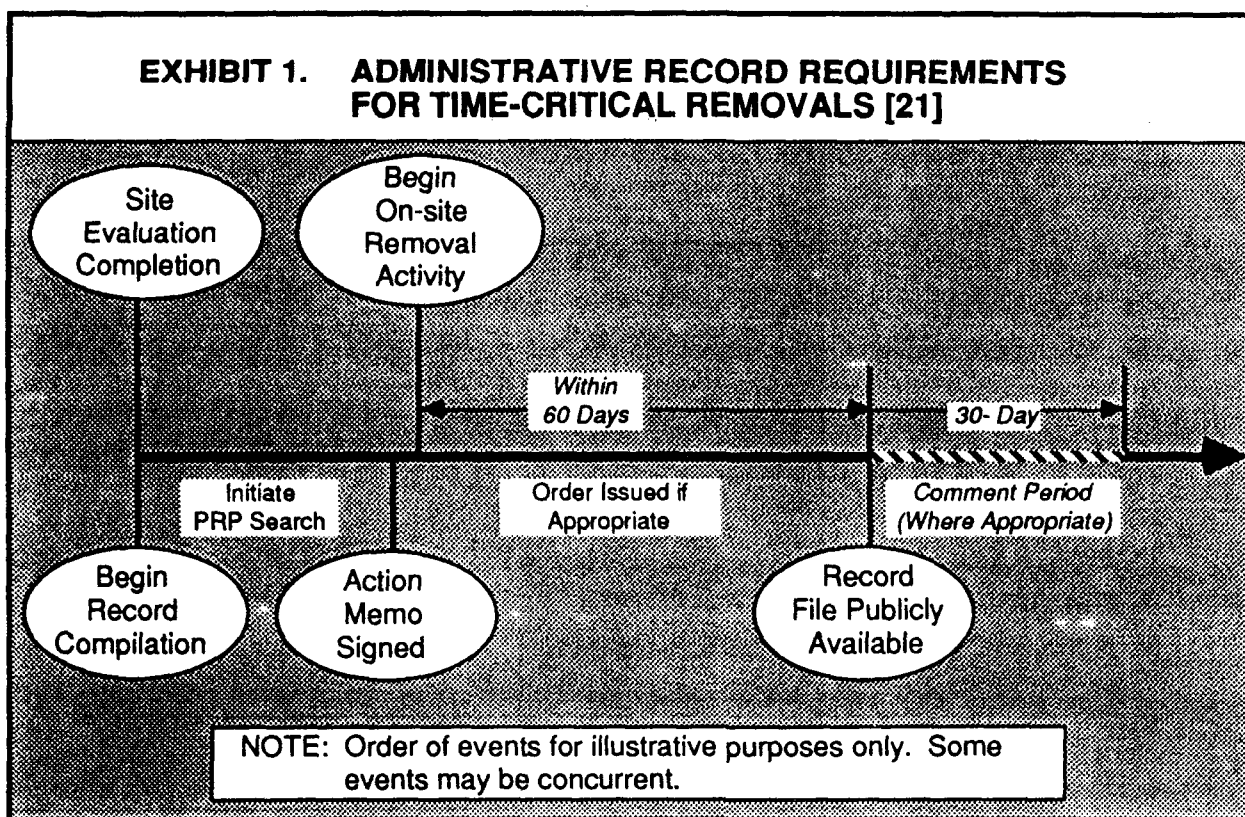 EXHIBIT 1. ADMINISTRATIVE RECORD REQUIREMENTS
FOR TIME-CRITICAL REMOVALS [21]
Site
Evaluation
Completion
Begin
On-site
Removal
Activity
Within
60 Days
30- Day
Initiate
PRP Search
Order Issued if
Appropriate
Comment Period
(Where Appropriate)
Begin
Record
Compilation
Action
Memo
Signed
Record
File Publicly
Available
NOTE: Order of events for illustrative purposes only. Some
events may be concurrent.